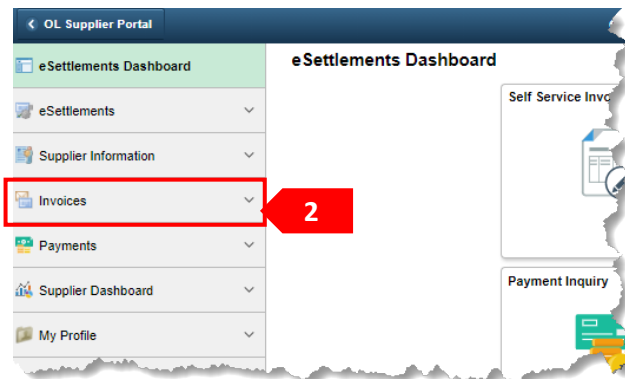 OL Supplier Portal
eSettlements Dashboard
eSettlements Dashboard
Self Service Invo
eSettlements
Supplier Information
Invoices
2
Payments
Payment Inquiry
Supplier Dashboard
My Profile